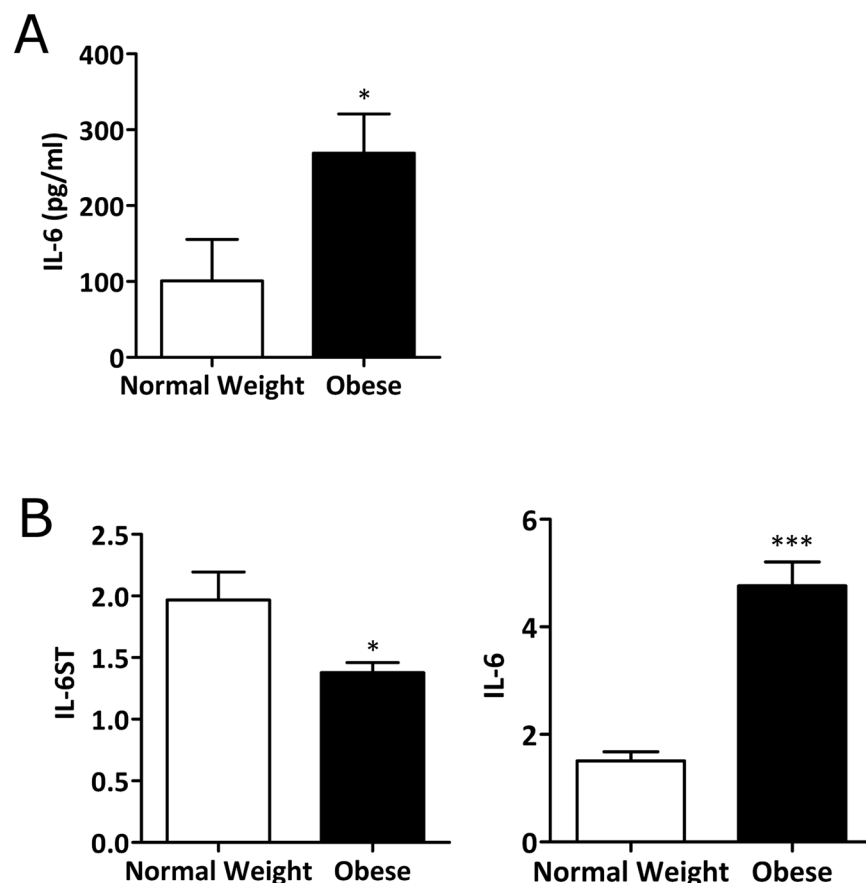 A
400
300
200
100
0
IL-6 (pg/ml)
*
Normal Weight Obese
B
2.5
2.0
1.5
1.0
0.5
0.0
IL-6ST
*
Normal Weight Obese
6
4
2
0
IL-6
***
Normal Weight Obese